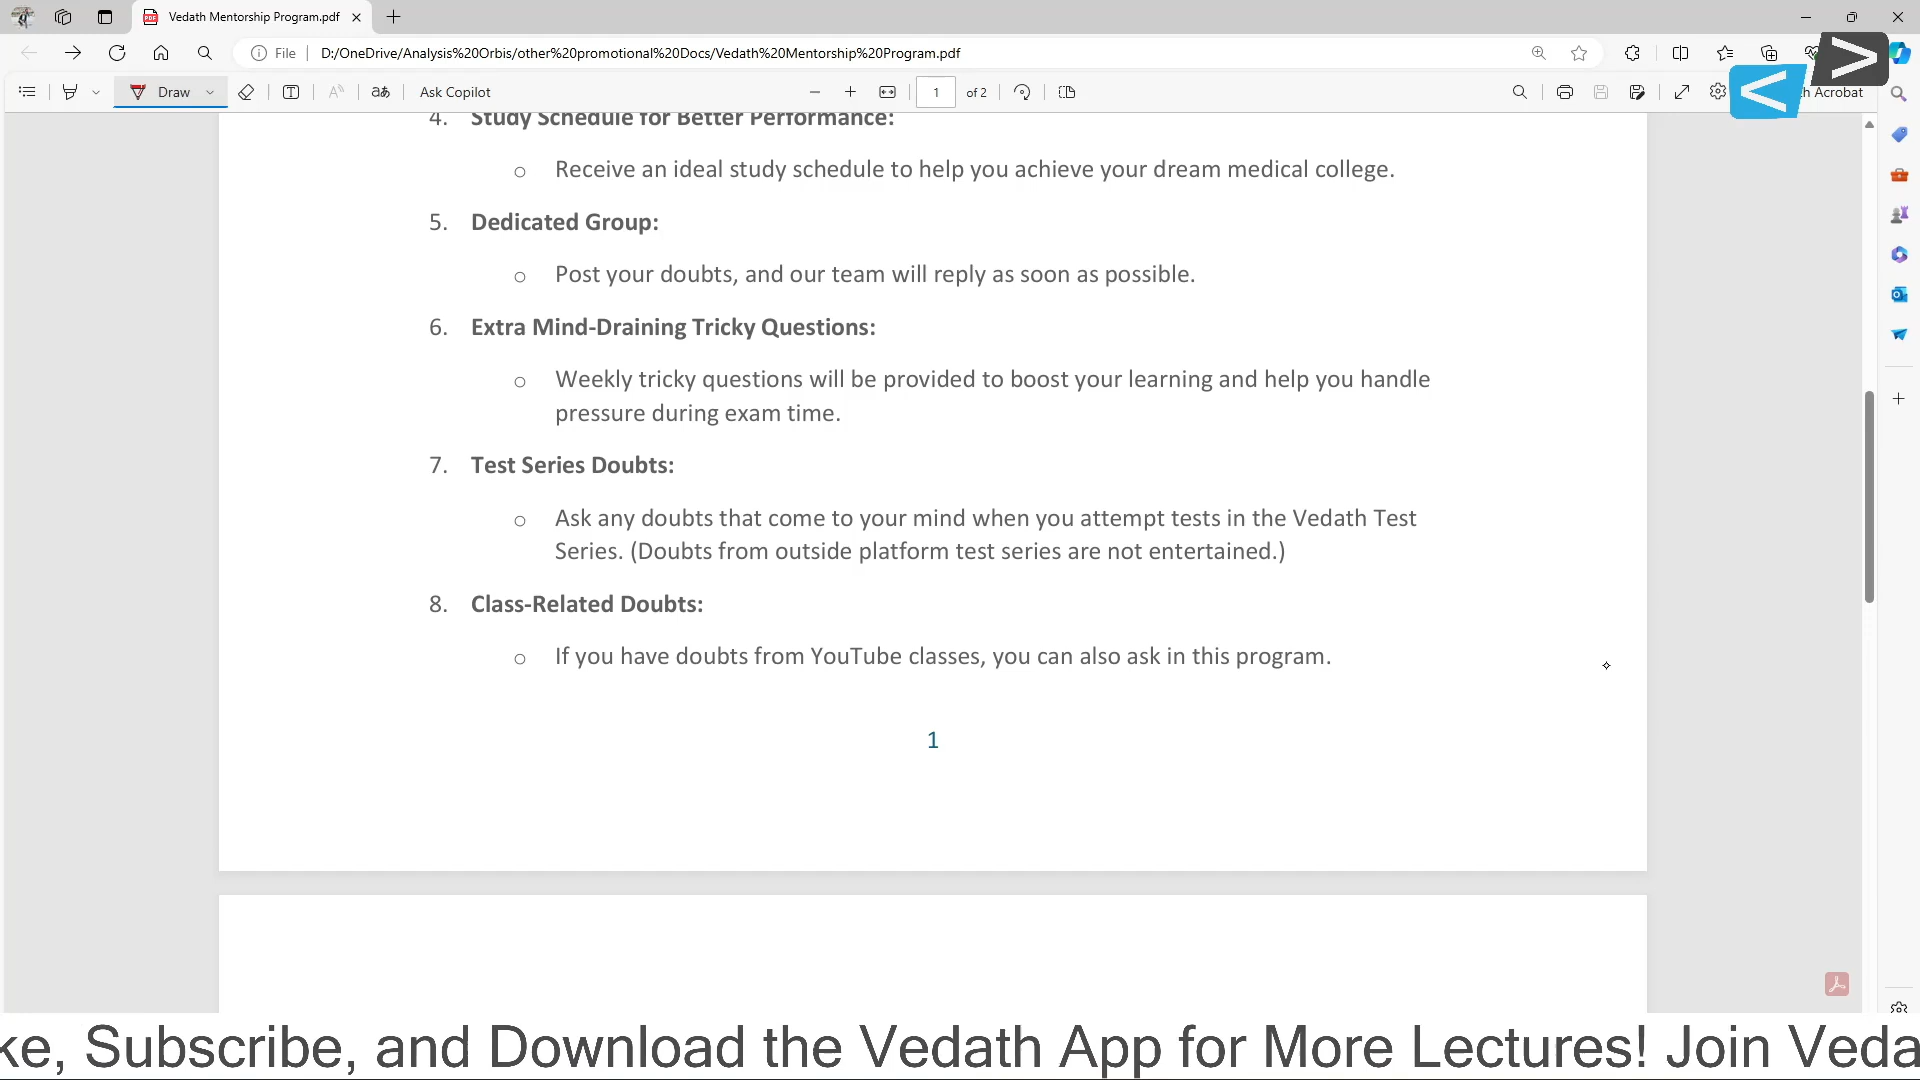 Vedath Mentorship Program.pdf
File
D:/OneDrive/Analysis%20Orbis/other%20promotional%20Docs/Vedath%20Mentorship%20Program.pdf
Draw
Ask Copilot
1 of 2
Acrobat
4. Study Schedule for Better Performance:
o Receive an ideal study schedule to help you achieve your dream medical college.
5. Dedicated Group:
o Post your doubts, and our team will reply as soon as possible.
6. Extra Mind-Draining Tricky Questions:
o Weekly tricky questions will be provided to boost your learning and help you handle
pressure during exam time.
7. Test Series Doubts:
o Ask any doubts that come to your mind when you attempt tests in the Vedath Test
Series. (Doubts from outside platform test series are not entertained.)
8. Class-Related Doubts:
o If you have doubts from YouTube classes, you can also ask in this program.
1
ke, Subscribe, and Download the Vedath App for More Lectures! Join Veda